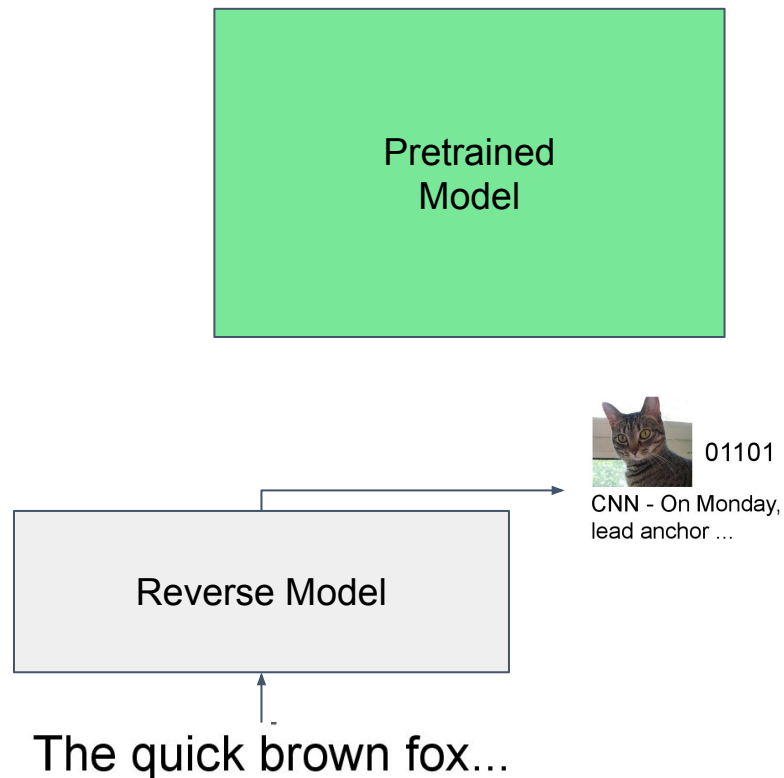 Pretrained
Model
01101
CNN - On Monday,
lead anchor ...
Reverse Model
The quick brown fox...